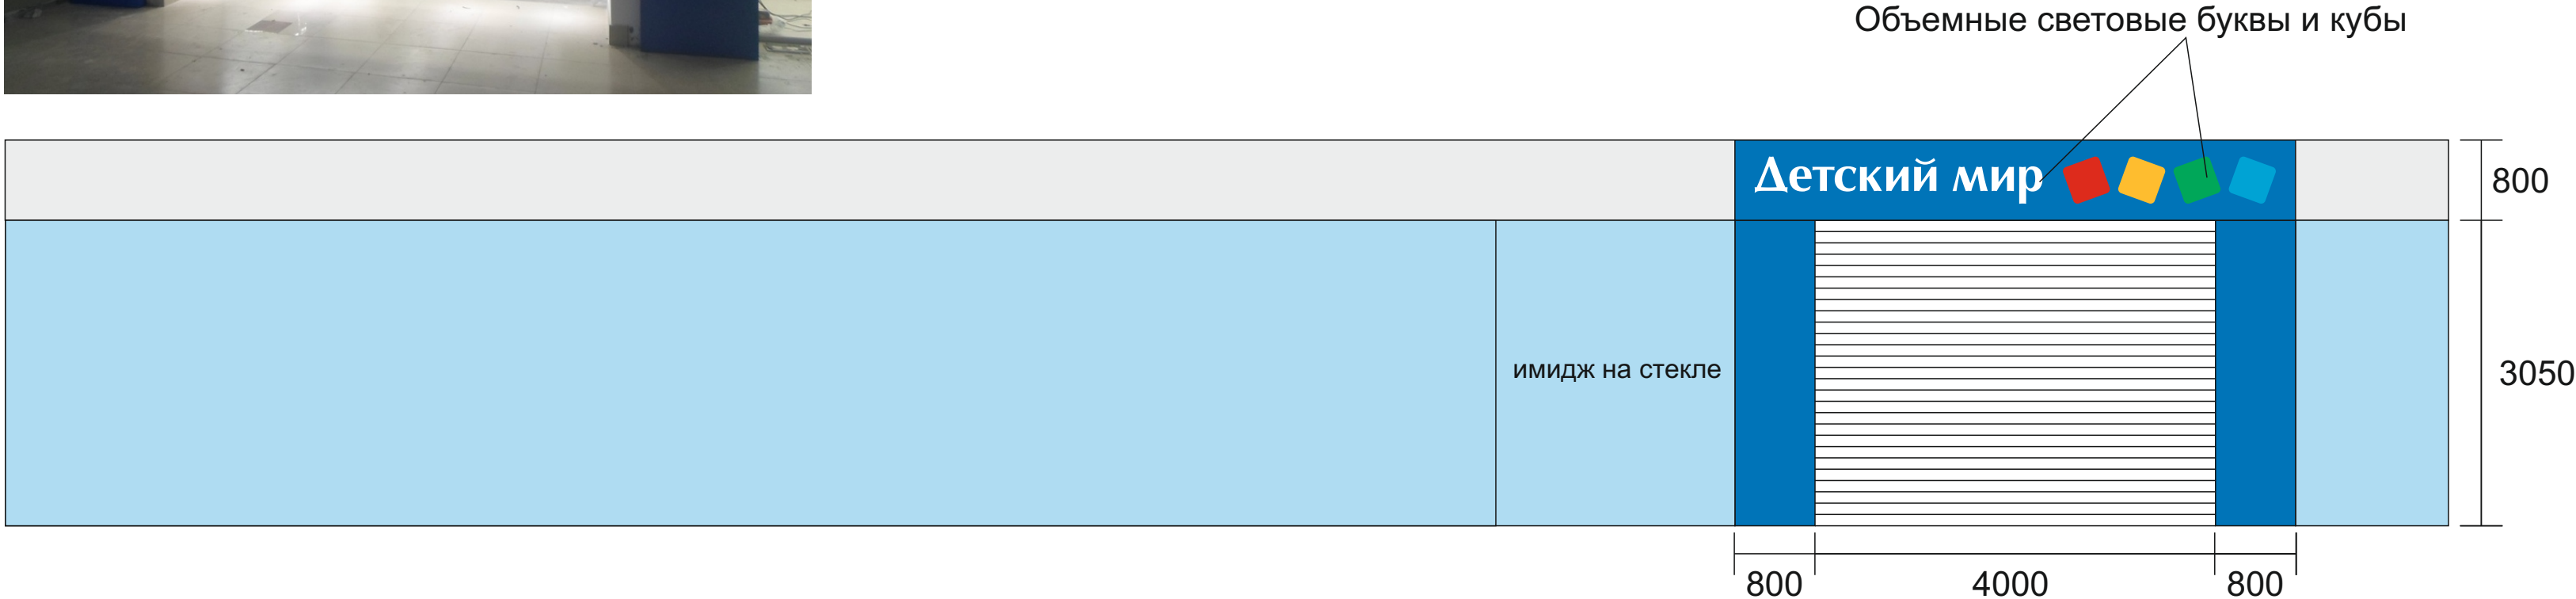 Объемные световые буквы и кубы
Детский мир
800
имидж на стекле
3050
800
4000
800